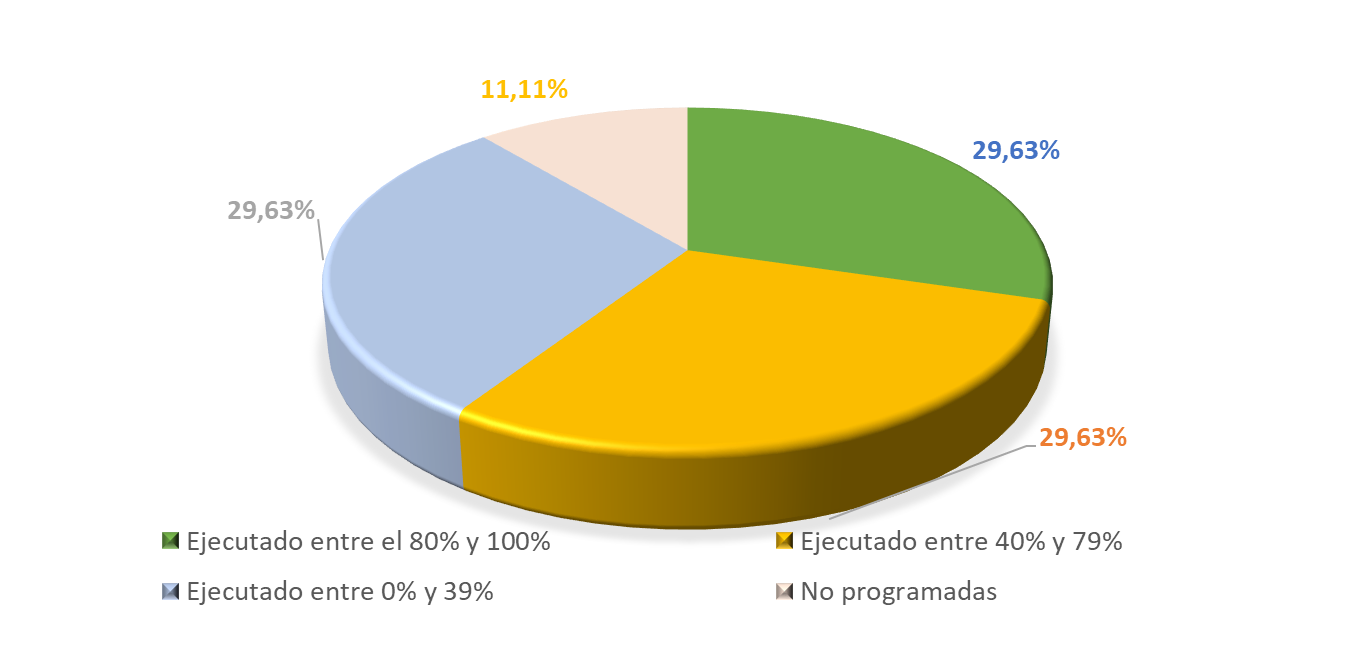 11,11%
29,63%
29,63%
29,63%
Ejecutado entre el 80% y 100%
Ejecutado entre 40% y 79%
Ejecutado entre 0% y 39%
No programadas